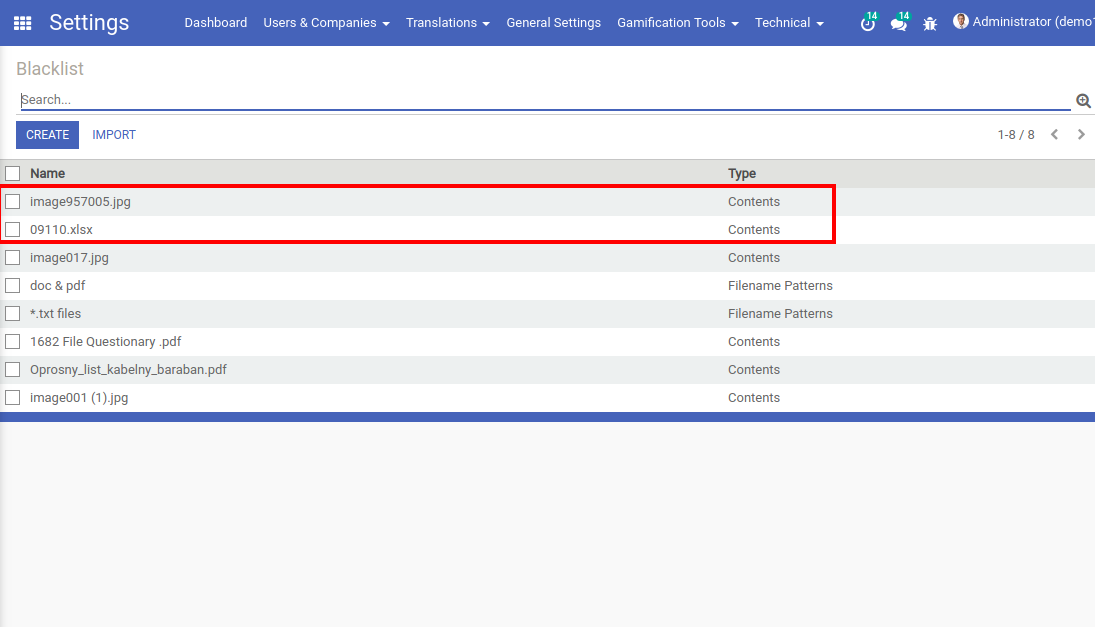 Settings Dashboard Users & Companies Translations General Settings Gamification Tools Technical 14 14 Administrator (demo1
Blacklist
Search...
CREATE IMPORT 1-8 / 8
Name Type
image957005.jpg Contents
09110.xlsx Contents
image017.jpg Contents
doc & pdf Filename Patterns
*.txt files Filename Patterns
1682 File Questionary .pdf Contents
Oprosny_list_kabelny_baraban.pdf Contents
image001 (1).jpg Contents